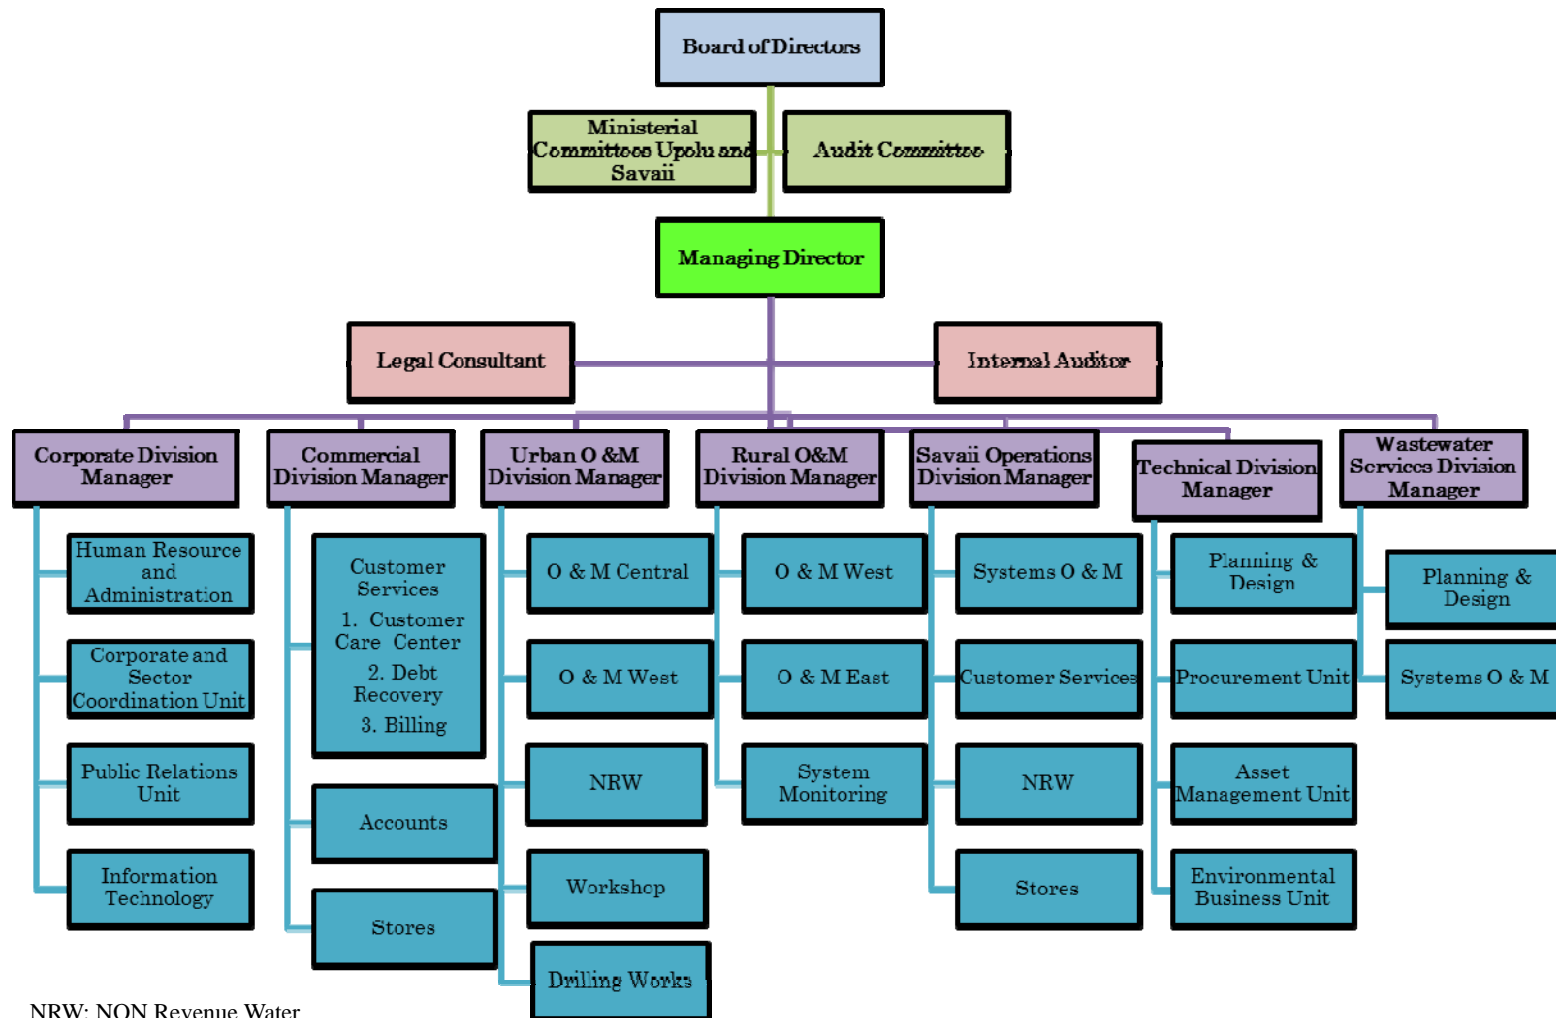 Board of Directors
Ministerial
Committees Upolu and
Savaii
Audit Committee
Managing Director
Legal Consultant
Internal Auditor
Corporate Division
Manager
Commercial
Division Manager
Urban O &M
Division Manager
Rural O&M
Division Manager
Savaii Operations
Division Manager
Technical Division
Manager
Wastewater
Services Division
Manager
Human Resource
and
Administration
Corporate and
Sector
Coordination Unit
Public Relations
Unit
Information
Technology
Customer
Services
1. Customer
Care Center
2. Debt
Recovery
3. Billing
Accounts
Stores
O & M Central
O & M West
NRW
Workshop
Drilling Works
O & M West
O & M East
System
Monitoring
Systems O & M
Customer Services
NRW
Stores
Planning &
Design
Procurement Unit
Asset
Management Unit
Environmental
Business Unit
Planning &
Design
Systems O & M
NRW: NON Revenue Water